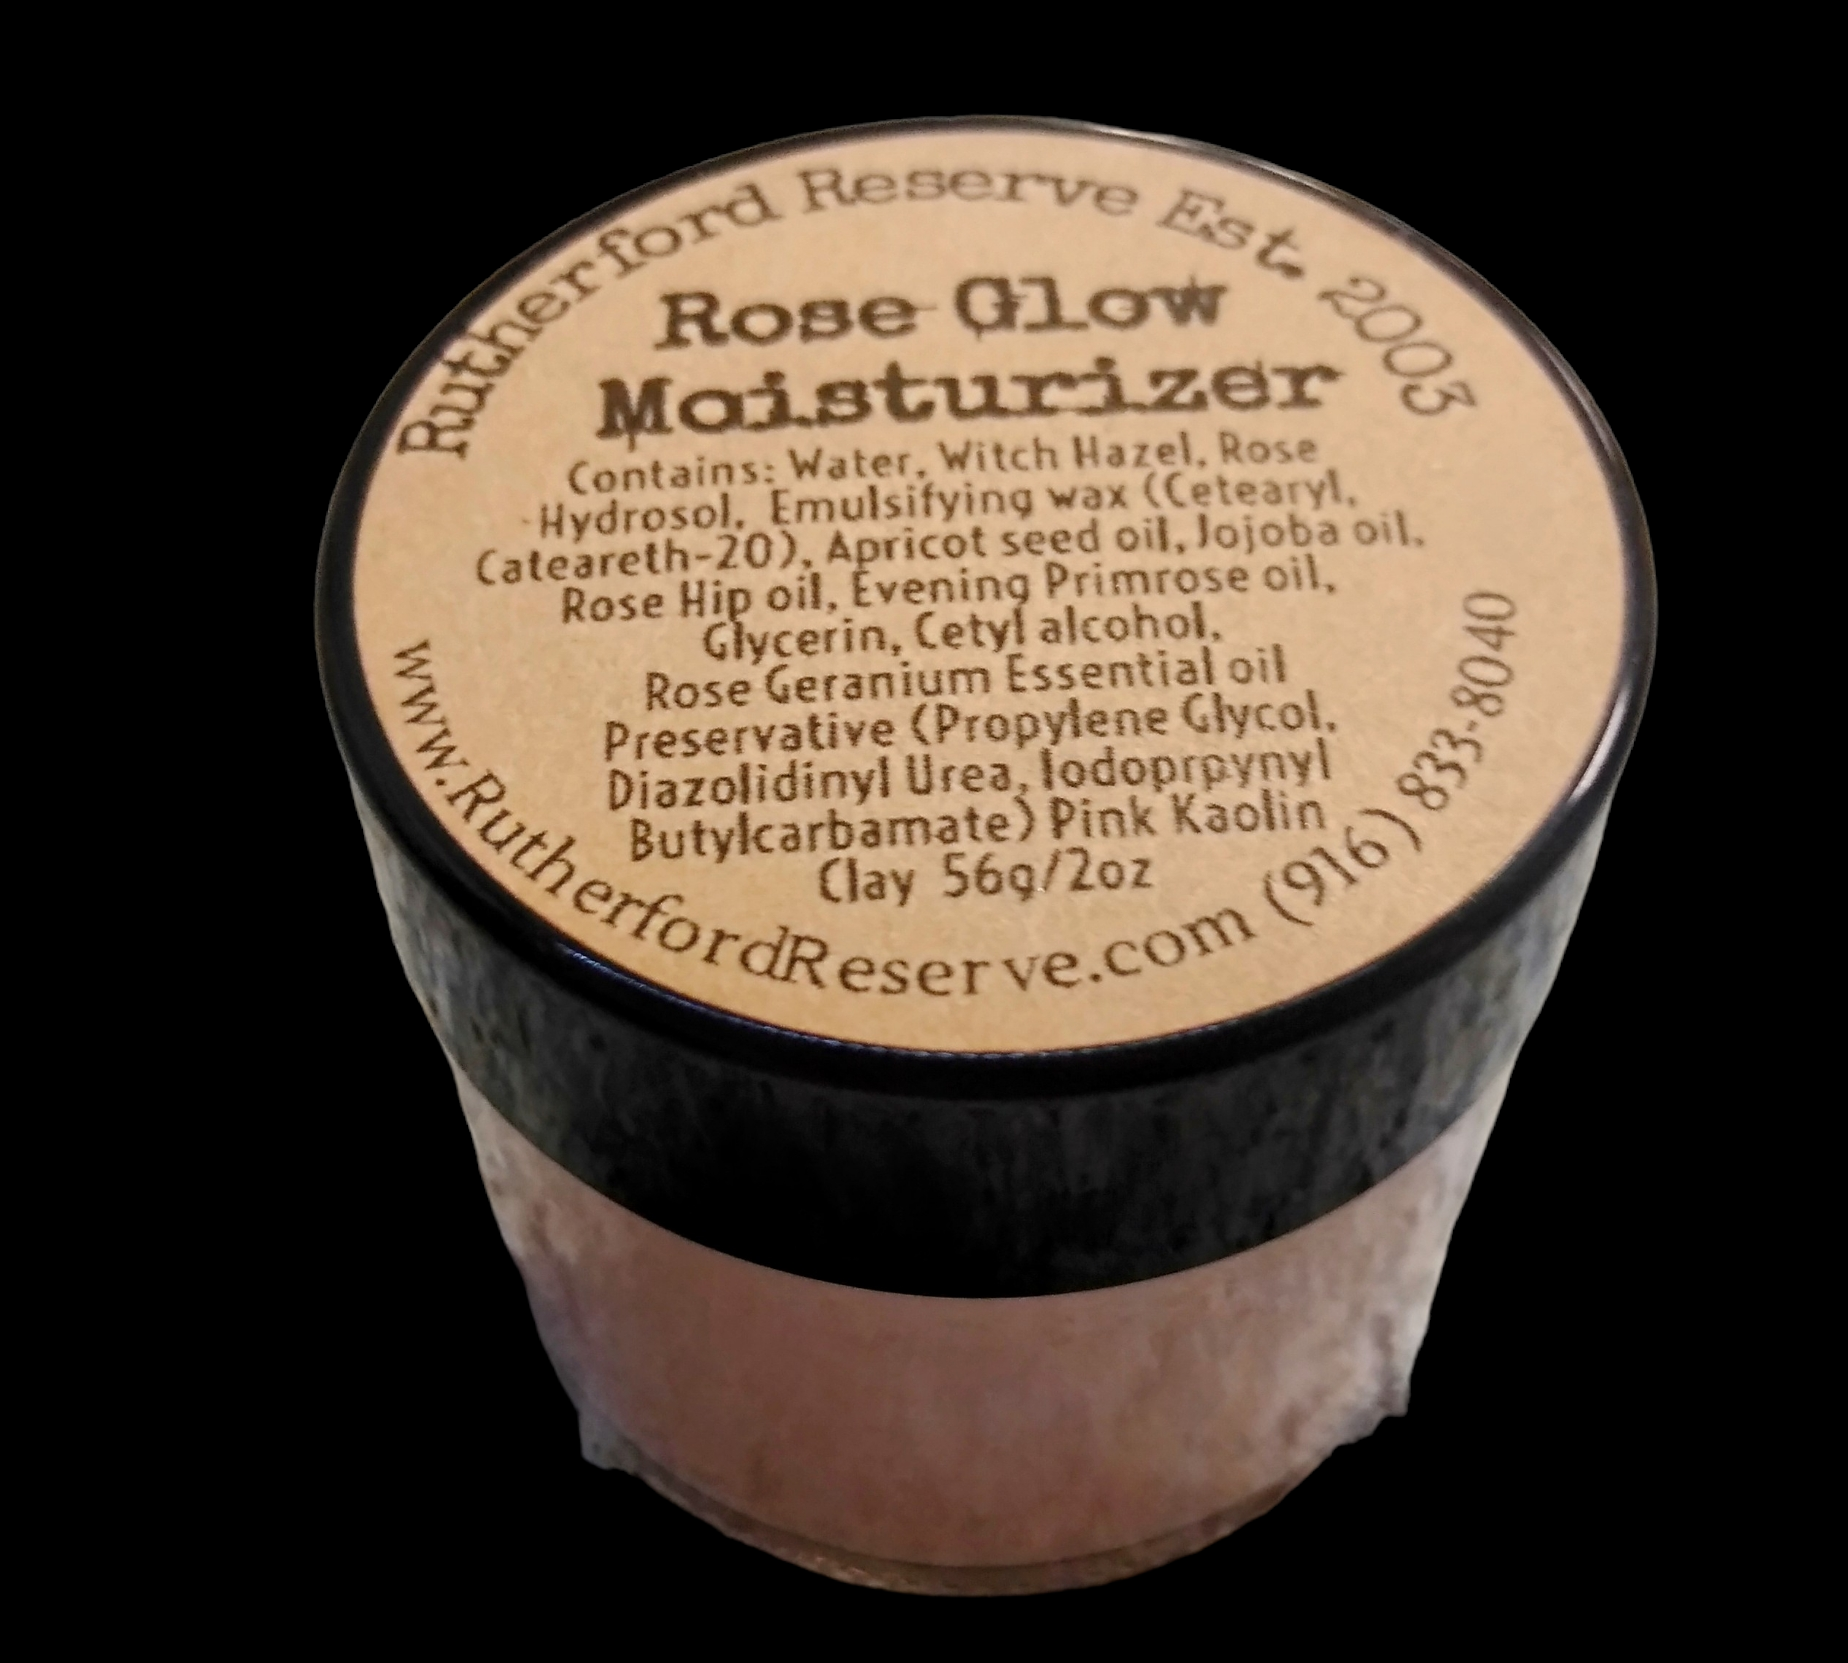 Rutherford Reserve Est. 2003
Rose Glow
Moisturizer
Contains: Water, Witch Hazel, Rose
Hydrosol, Emulsifying wax (Cetearyl,
Cateareth-20), Apricot seed oil, Jojoba oil,
Rose Hip oil, Evening Primrose oil,
Glycerin, Cetyl alcohol,
Rose Geranium Essential oil
Preservative (Propylene Glycol,
Diazolidinyl Urea, Iodoprpynyl
Butylcarbamate) Pink Kaolin
Clay 56g/2oz
www.RutherfordReserve.com (916) 833-8040